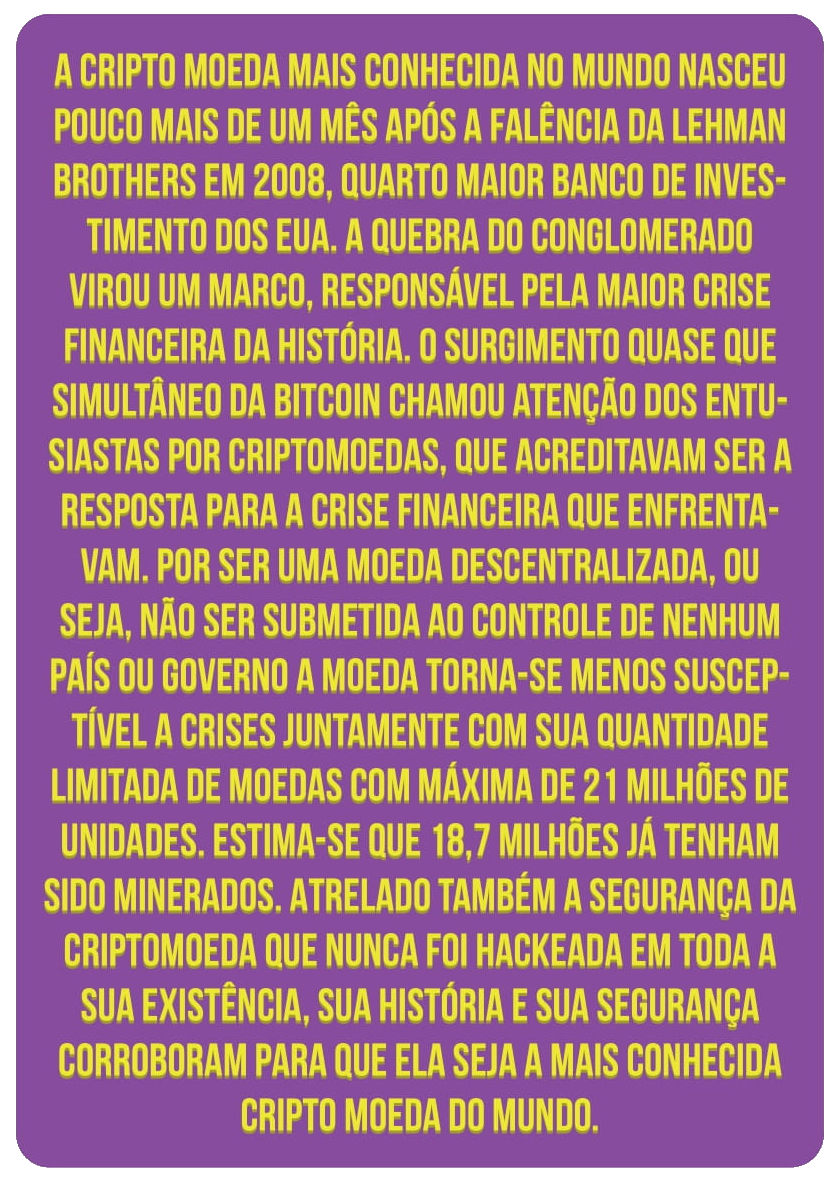 A CRIPTO MOEDA MAIS CONHECIDA NO MUNDO NASCEU
POUCO MAIS DE UM MÊS APÓS A FALÊNCIA DA LEHMAN
BROTHERS EM 2008, QUARTO MAIOR BANCO DE INVES-
TIMENTO DOS EUA. A QUEBRA DO CONGLOMERADO
VIROU UM MARCO, RESPONSÁVEL PELA MAIOR CRISE
FINANCEIRA DA HISTÓRIA. O SURGIMENTO QUASE QUE
SIMULTÂNEO DA BITCOIN CHAMOU ATENÇÃO DOS ENTU-
SIASTAS POR CRIPTOMOEDAS, QUE ACREDITAVAM SER A
RESPOSTA PARA A CRISE FINANCEIRA QUE ENFRENTA-
VAM. POR SER UMA MOEDA DESCENTRALIZADA, OU
SEJA, NÃO SER SUBMETIDA AO CONTROLE DE NENHUM
PAÍS OU GOVERNO A MOEDA TORNA-SE MENOS SUSCEP-
TÍVEL A CRISES JUNTAMENTE COM SUA QUANTIDADE
LIMITADA DE MOEDAS COM MÁXIMA DE 21 MILHÕES DE
UNIDADES. ESTIMA-SE QUE 18,7 MILHÕES JÁ TENHAM
SIDO MINERADOS. ATRELADO TAMBÉM A SEGURANÇA DA
CRIPTOMOEDA QUE NUNCA FOI HACKEADA EM TODA A
SUA EXISTÊNCIA, SUA HISTÓRIA E SUA SEGURANÇA
CORROBORAM PARA QUE ELA SEJA A MAIS CONHECIDA
CRIPTO MOEDA DO MUNDO.